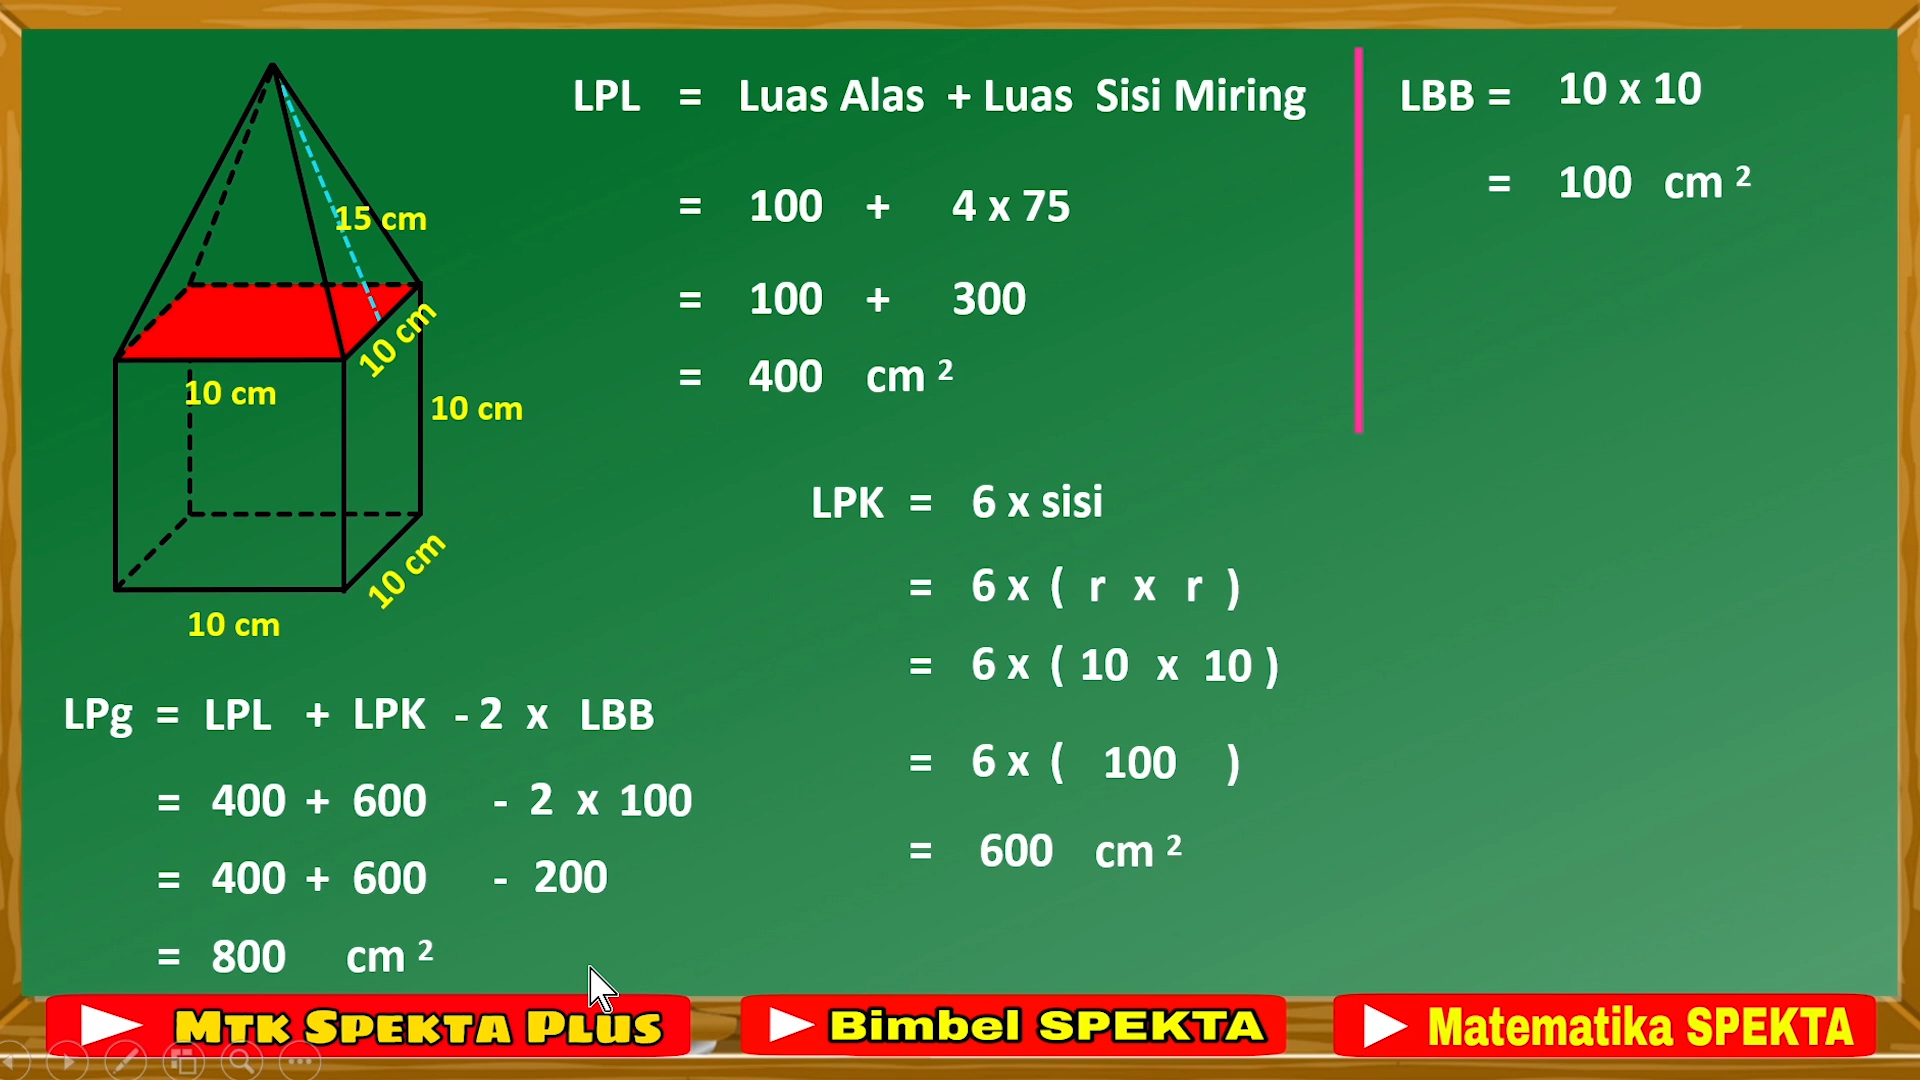 15 cm
10 cm
10 cm
10 cm
10 cm
10 cm
LPL = Luas Alas + Luas Sisi Miring
= 100 + 4 x 75
= 100 + 300
= 400 cm ²
LBB = 10 x 10
= 100 cm ²
LPK = 6 x sisi
= 6 x ( r x r )
= 6 x ( 10 x 10 )
= 6 x ( 100 )
= 600 cm ²
LPg = LPL + LPK - 2 x LBB
= 400 + 600 - 2 x 100
= 400 + 600 - 200
= 800 cm ²
Mtk Spekta Plus
Bimbel SPEKTA
Matematika SPEKTA